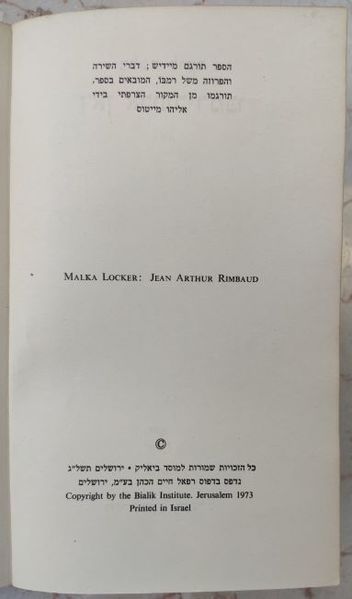 הספר תורגם מיידיש; דברי השירה
והפרוזה משל רמבו, המובאים בספר,
תורגמו מן המקור הצרפתי בידי
אליהו מייטוס
MALKA LOCKER: JEAN ARTHUR RIMBAUD
©
כל הזכויות שמורות למוסד ביאליק • ירושלים תשל"ג
נדפס בדפוס רפאל חיים הכהן בע"מ, ירושלים
Copyright by the Bialik Institute. Jerusalem 1973
Printed in Israel